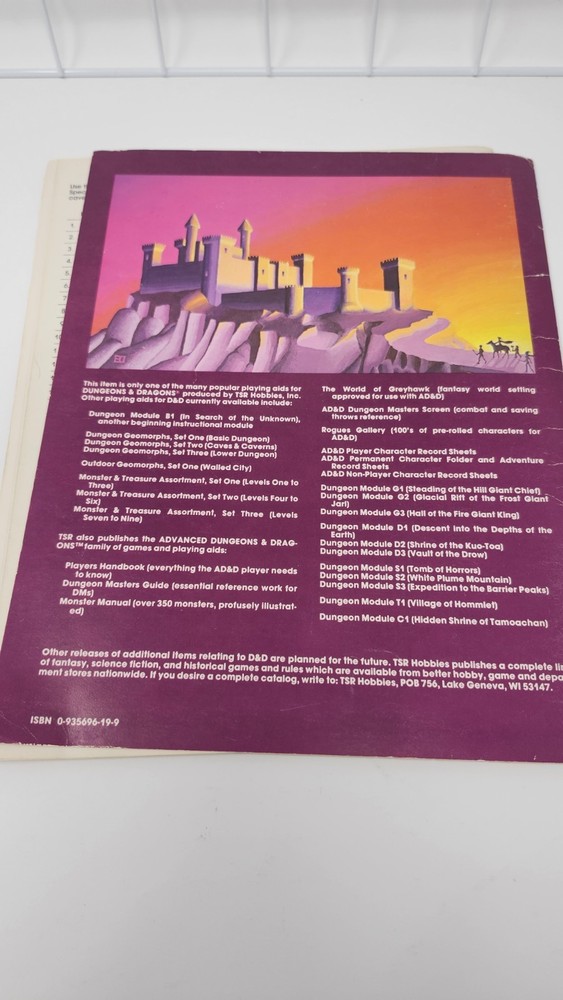 Use
1
2
3
4
5
6
7
8
This item is only one of the many popular playing aids for
DUNGEONS & DRAGONS® produced by TSR Hobbies, Inc.
Other playing aids for D&D currently available include:
Dungeon Module B1 (In Search of the Unknown),
another beginning instructional module
Dungeon Geomorphs, Set One (Basic Dungeon)
Dungeon Geomorphs, Set Two (Caves & Caverns)
Dungeon Geomorphs, Set Three (Lower Dungeon)
Outdoor Geomorphs, Set One (Walled City)
Monster & Treasure Assortment, Set One (Levels One to
Three)
Monster & Treasure Assortment, Set Two (Levels Four to
Six)
Monster & Treasure Assortment, Set Three (Levels
Seven to Nine)
TSR also publishes the ADVANCED DUNGEONS & DRAG-
ONS™ family of games and playing aids:
Players Handbook (everything the AD&D player needs
to know)
Dungeon Masters Guide (essential reference work for
DMs)
Monster Manual (over 350 monsters, profusely illustrat-
ed)
The World of Greyhawk (fantasy world setting
approved for use with AD&D)
AD&D Dungeon Masters Screen (combat and saving
throws reference)
Rogues Gallery (100's of pre-rolled characters for
AD&D)
AD&D Player Character Record Sheets
AD&D Permanent Character Folder and Adventure
Record Sheets
AD&D Non-Player Character Record Sheets
Dungeon Module G1 (Steading of the Hill Giant Chief)
Dungeon Module G2 (Glacial Rift of the Frost Giant
Jarl)
Dungeon Module G3 (Hall of the Fire Giant King)
Dungeon Module D1 (Descent into the Depths of the
Earth)
Dungeon Module D2 (Shrine of the Kuo-Toa)
Dungeon Module D3 (Vault of the Drow)
Dungeon Module S1 (Tomb of Horrors)
Dungeon Module S2 (White Plume Mountain)
Dungeon Module S3 (Expedition to the Barrier Peaks)
Dungeon Module T1 (Village of Hommlet)
Dungeon Module C1 (Hidden Shrine of Tamoachan)
Other releases of additional items relating to D&D are planned for the future. TSR Hobbies publishes a complete
of fantasy, science fiction, and historical games and rules which are available from better hobby, game and depa
ment stores nationwide. If you desire a complete catalog, write to: TSR Hobbies, POB 756, Lake Geneva, WI 53147.
ISBN 0-935696-19-9